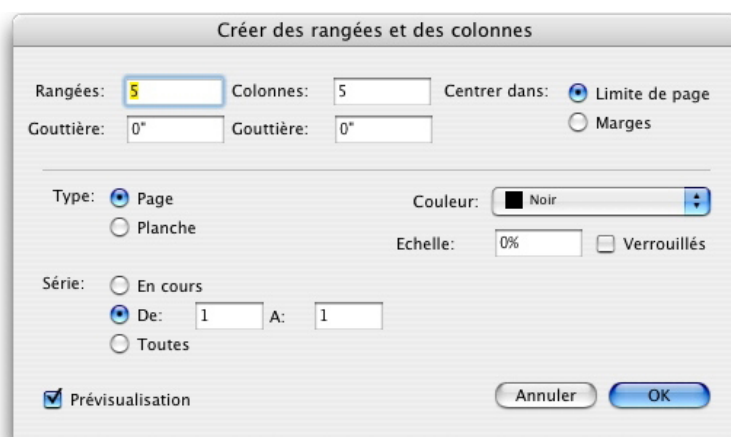 Créer des rangées et des colonnes
Rangées: 5 Colonnes: 5 Centrer dans: Limite de page
Gouttière: 0" Gouttière: 0" Marges
Type: Page Couleur: Noir
Planche
Echelle: 0% Verrouillés
Série: En cours
De: 1 A: 1
Toutes
Prévisualisation Annuler OK